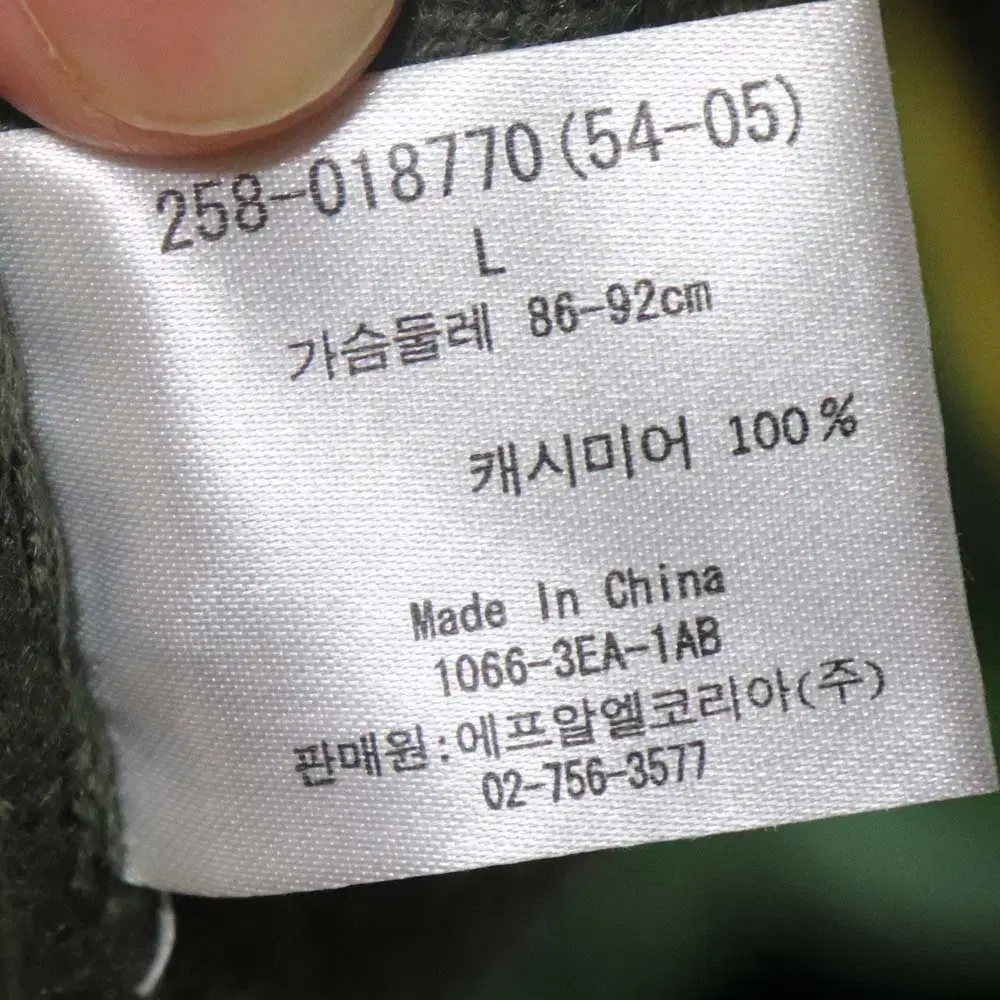 258-018770(54-05)
L
가슴둘레 86-92cm
캐시미어 100%
Made In China
1066-3EA-1AB
판매원:에프알엘코리아(주)
02-756-3577